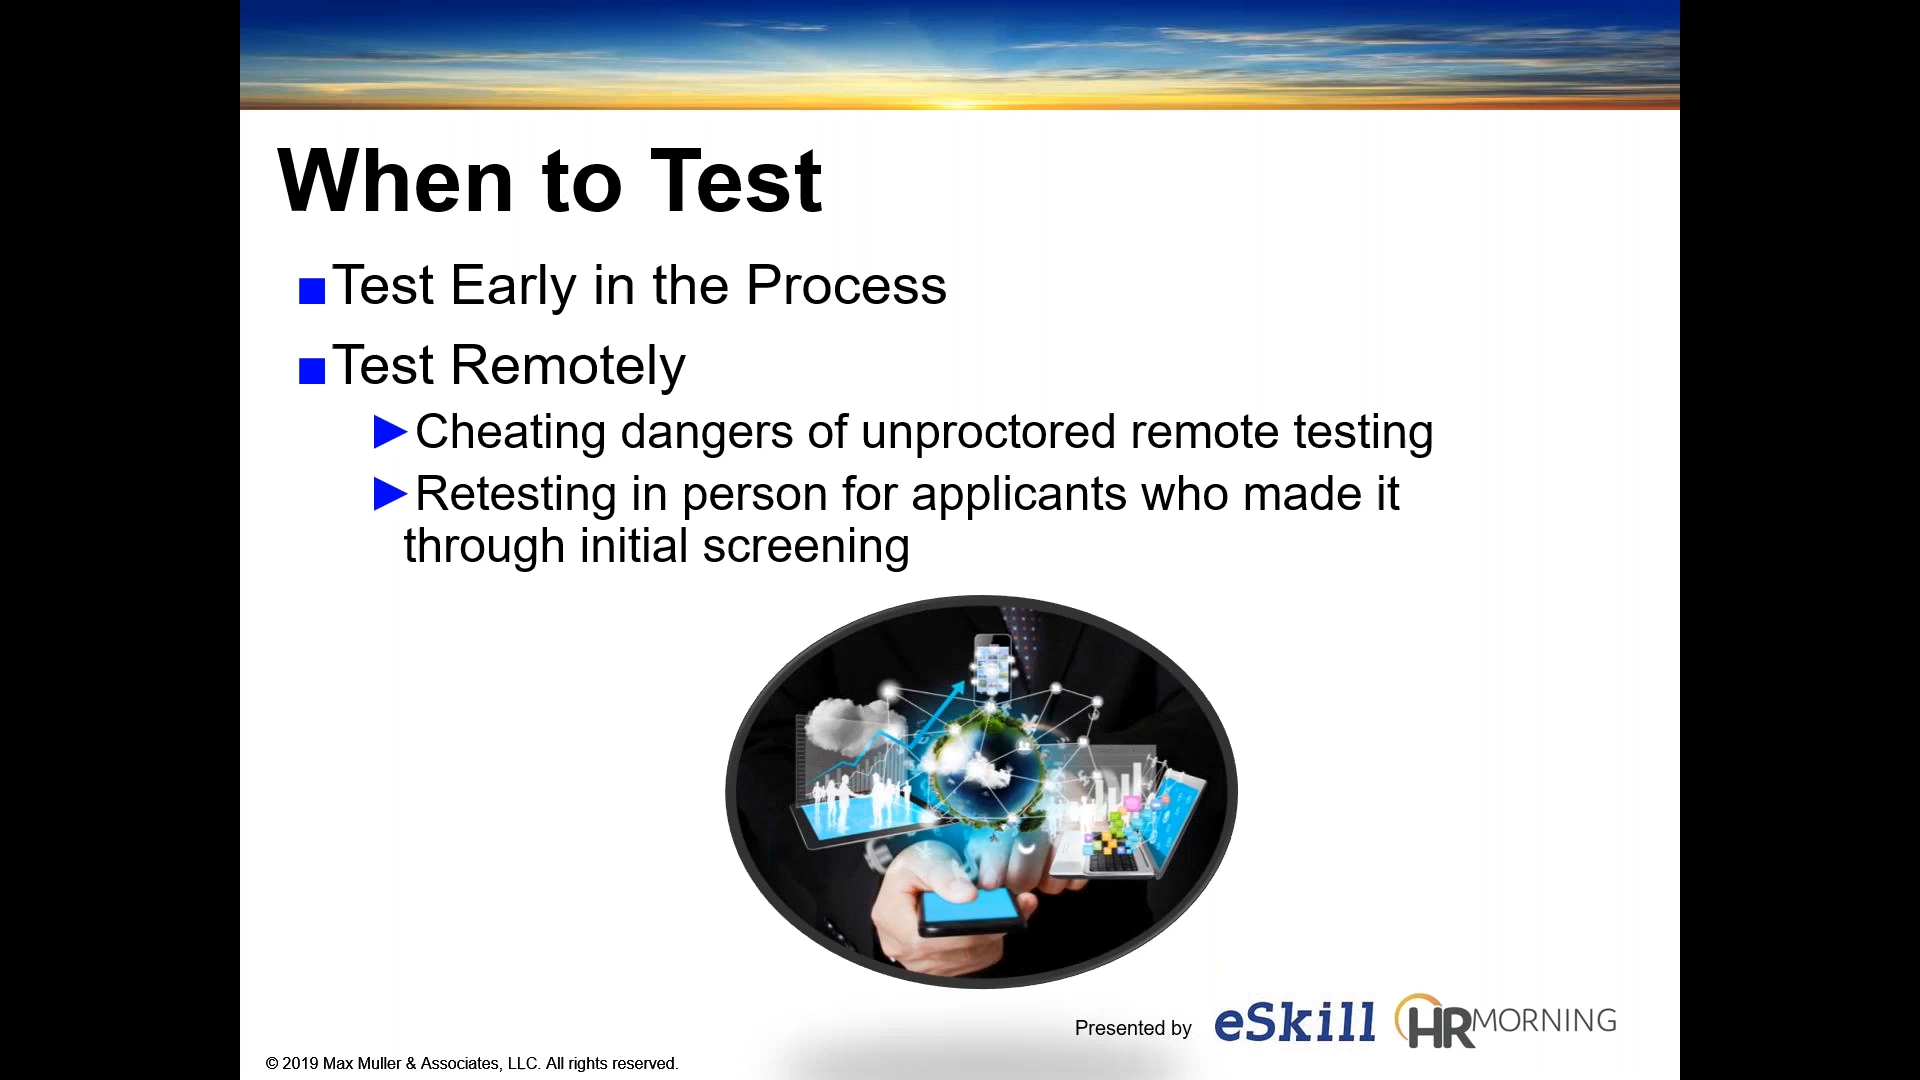 When to Test
■Test Early in the Process
■Test Remotely
►Cheating dangers of unproctored remote testing
►Retesting in person for applicants who made it
through initial screening
Presented by eSkill HRMORNING
© 2019 Max Muller & Associates, LLC. All rights reserved.